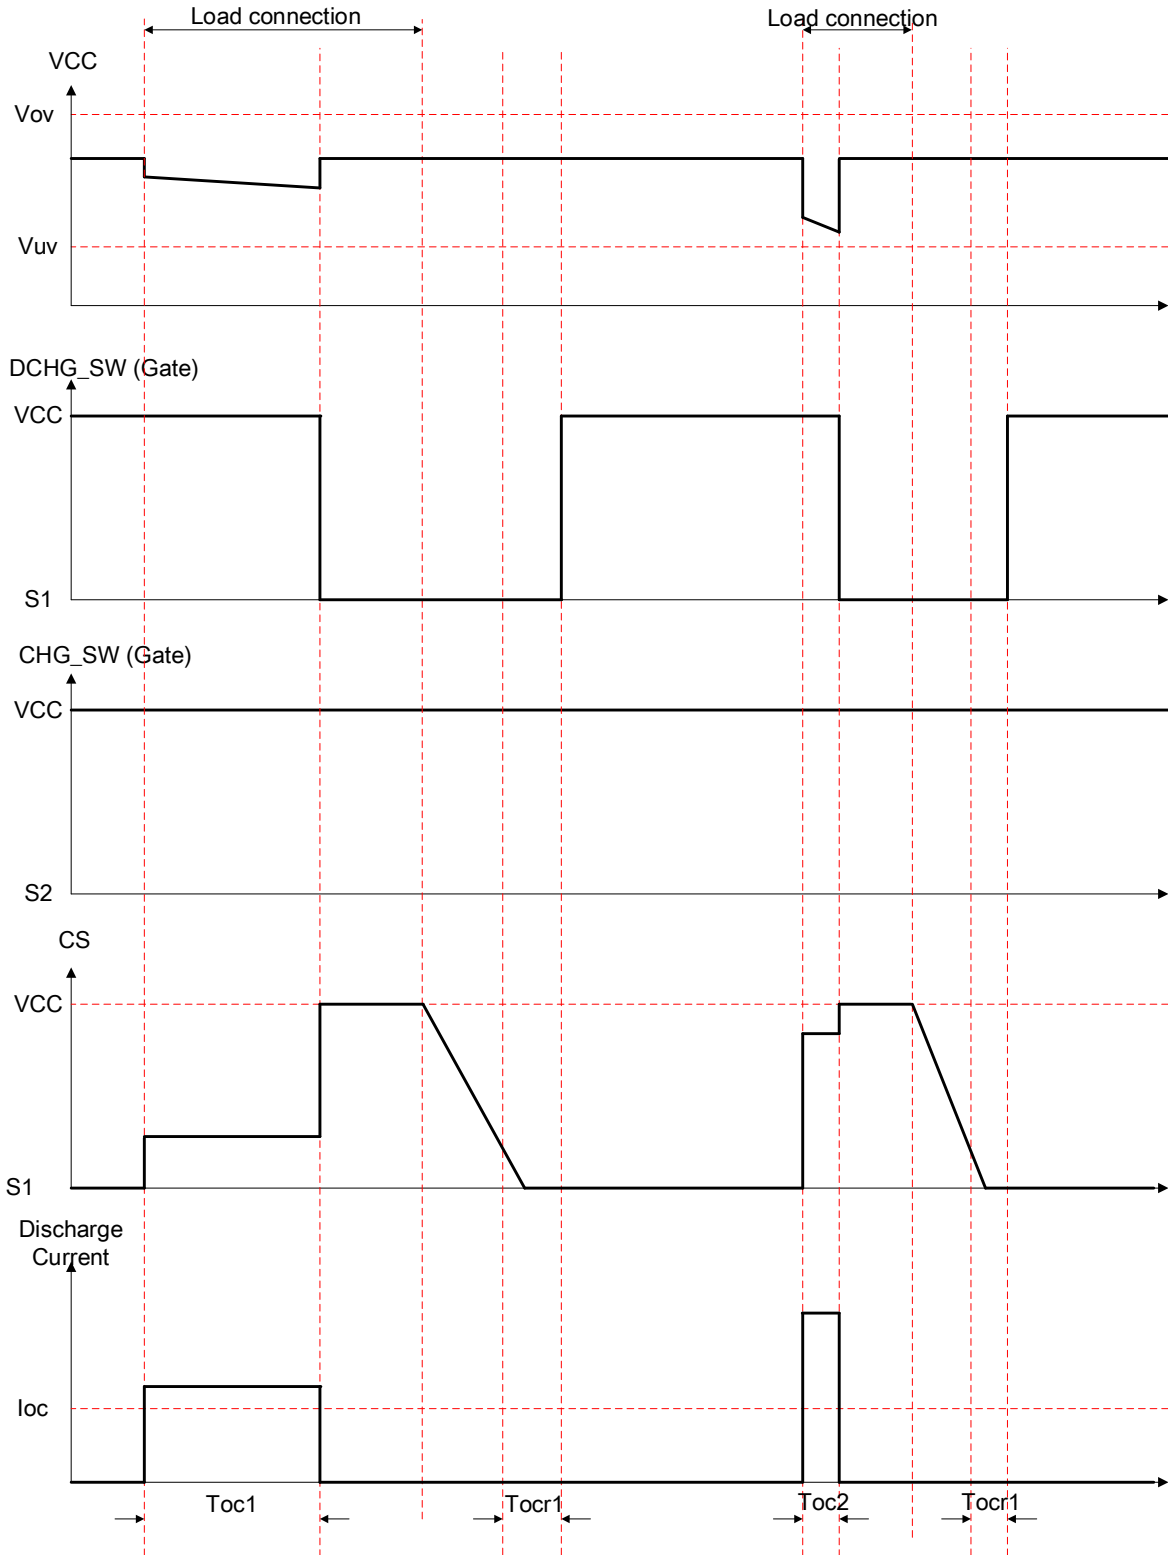 Load connection
Load connection
VCC
Vov
Vuv
DCHG_SW (Gate)
VCC
S1
CHG_SW (Gate)
VCC
S2
CS
VCC
S1
Discharge
Current
Ioc
Toc1
Tocr1
Toc2
Tocr1